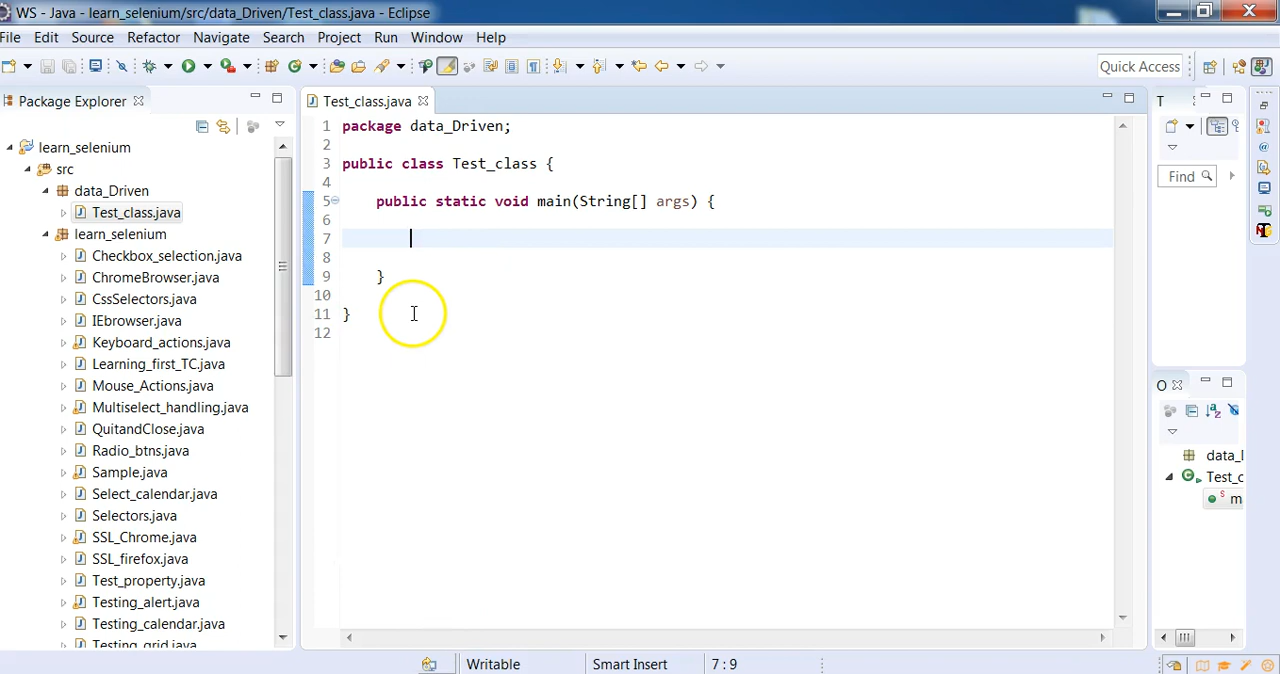 WS - Java - learn_selenium/src/data_Driven/Test_class.java - Eclipse
File Edit Source Refactor Navigate Search Project Run Window Help
Quick Access
Package Explorer
Test_class.java
T
learn_selenium
src
data_Driven
Test_class.java
learn_selenium
Checkbox_selection.java
ChromeBrowser.java
CssSelectors.java
IEbrowser.java
Keyboard_actions.java
Learning_first_TC.java
Mouse_Actions.java
Multiselect_handling.java
QuitandClose.java
Radio_btns.java
Sample.java
Select_calendar.java
Selectors.java
SSL_Chrome.java
SSL_firefox.java
Test_property.java
Testing_alert.java
Testing_calendar.java
Testing_grid.java
1 package data_Driven;
2
3 public class Test_class {
4
5 public static void main(String[] args) {
6
7
8
9 }
10
11 }
12
Find
O
data_
Test_c
m
Writable Smart Insert 7 : 9